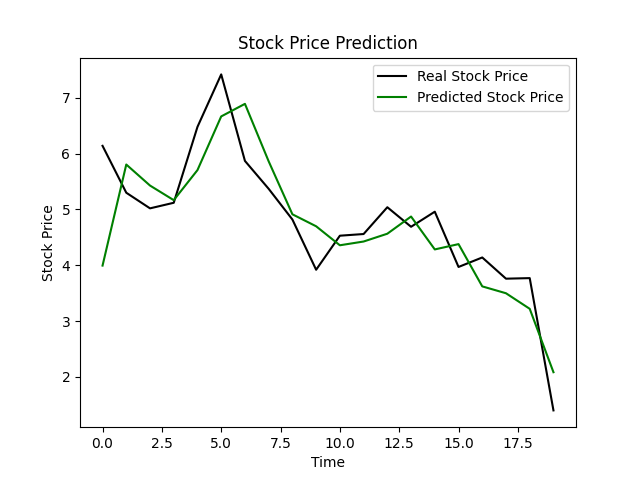 Stock Price Prediction
Real Stock Price
Predicted Stock Price
7
6
5
4
3
2
Stock Price
0.0 2.5 5.0 7.5 10.0 12.5 15.0 17.5
Time